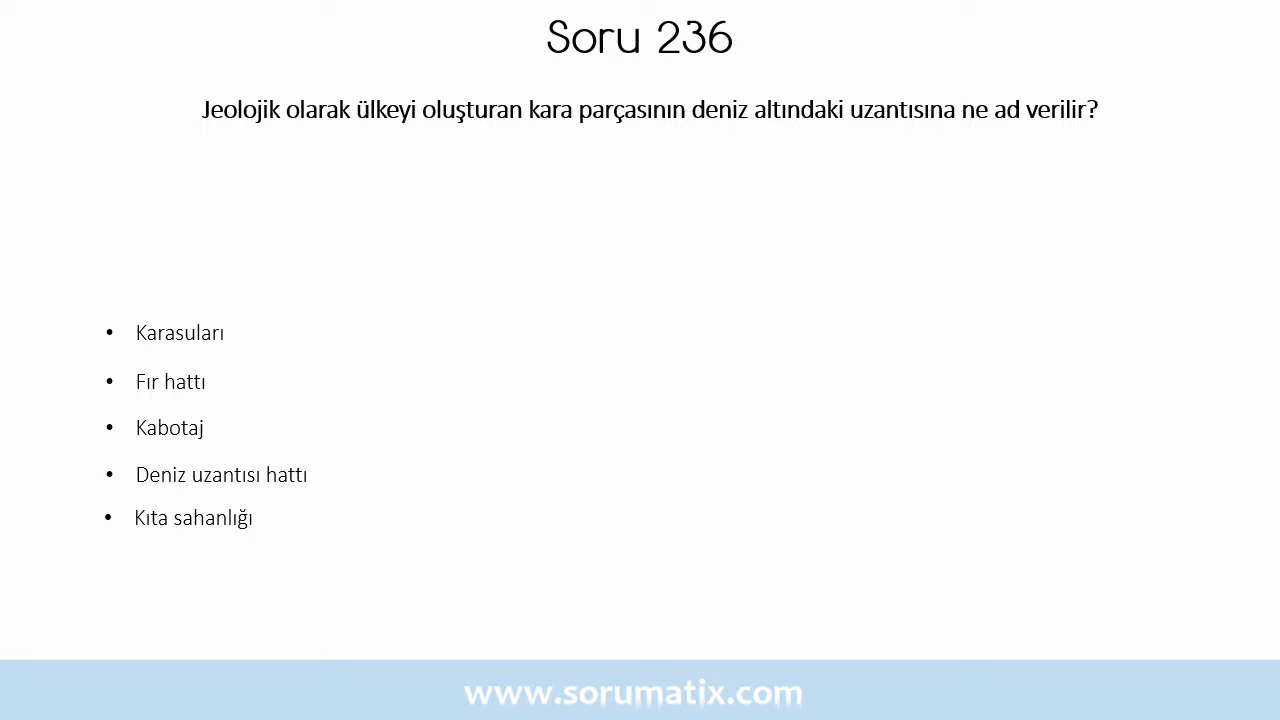 Soru 236
Jeolojik olarak ülkeyi oluşturan kara parçasının deniz altındaki uzantısına ne ad verilir?
• Karasuları
• Fır hattı
• Kabotaj
• Deniz uzantısı hattı
• Kıta sahanlığı
www.sorumatix.com